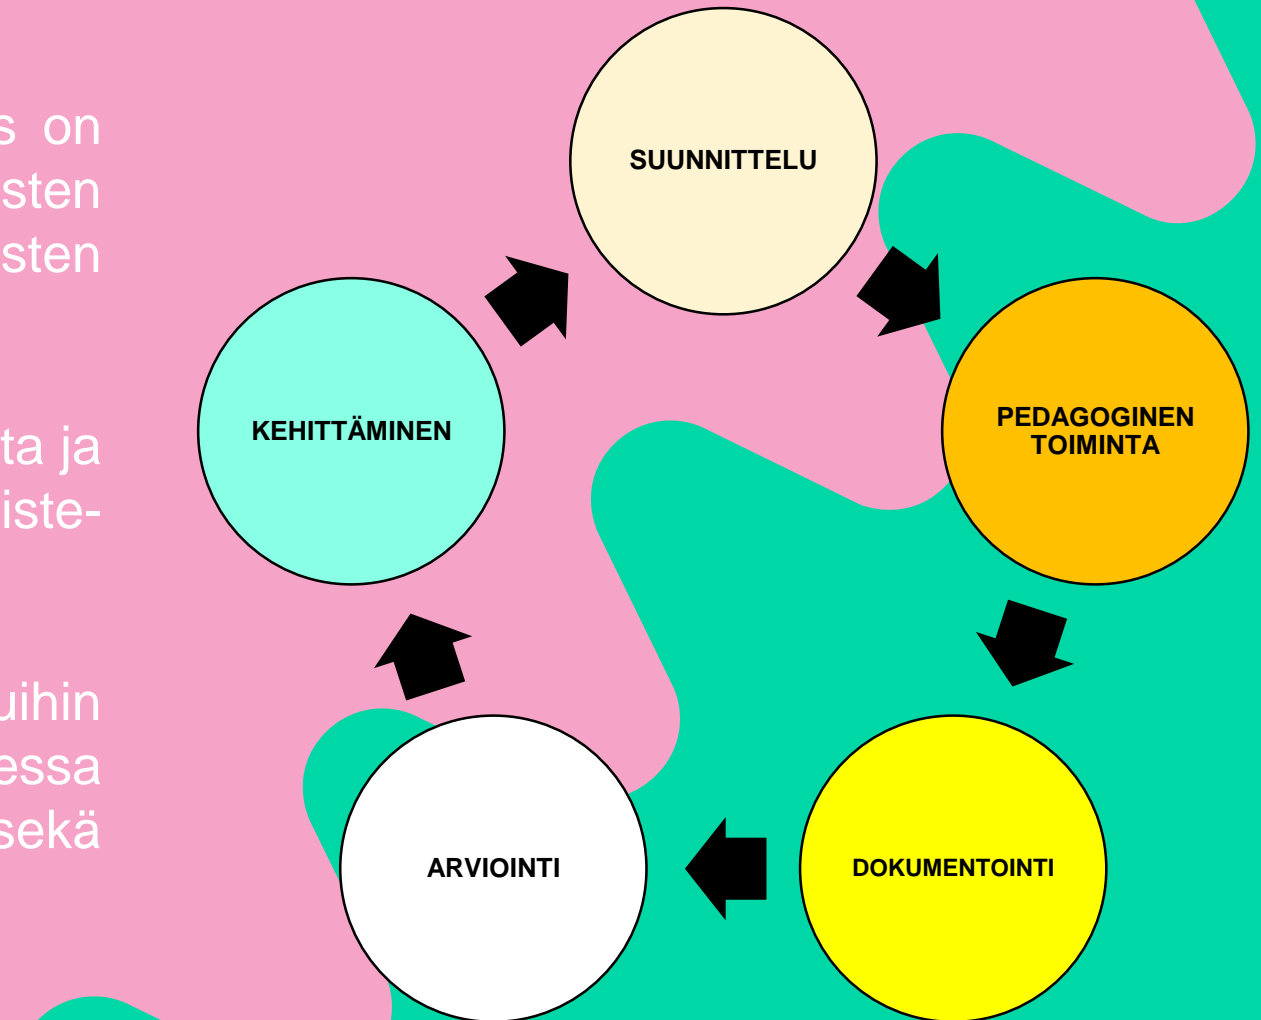 s on
sten
sten
ta ja
iste-
uihin
essa
sekä
SUUNNITTELU
PEDAGOGINEN
TOIMINTA
DOKUMENTOINTI
ARVIOINTI
KEHITTÄMINEN